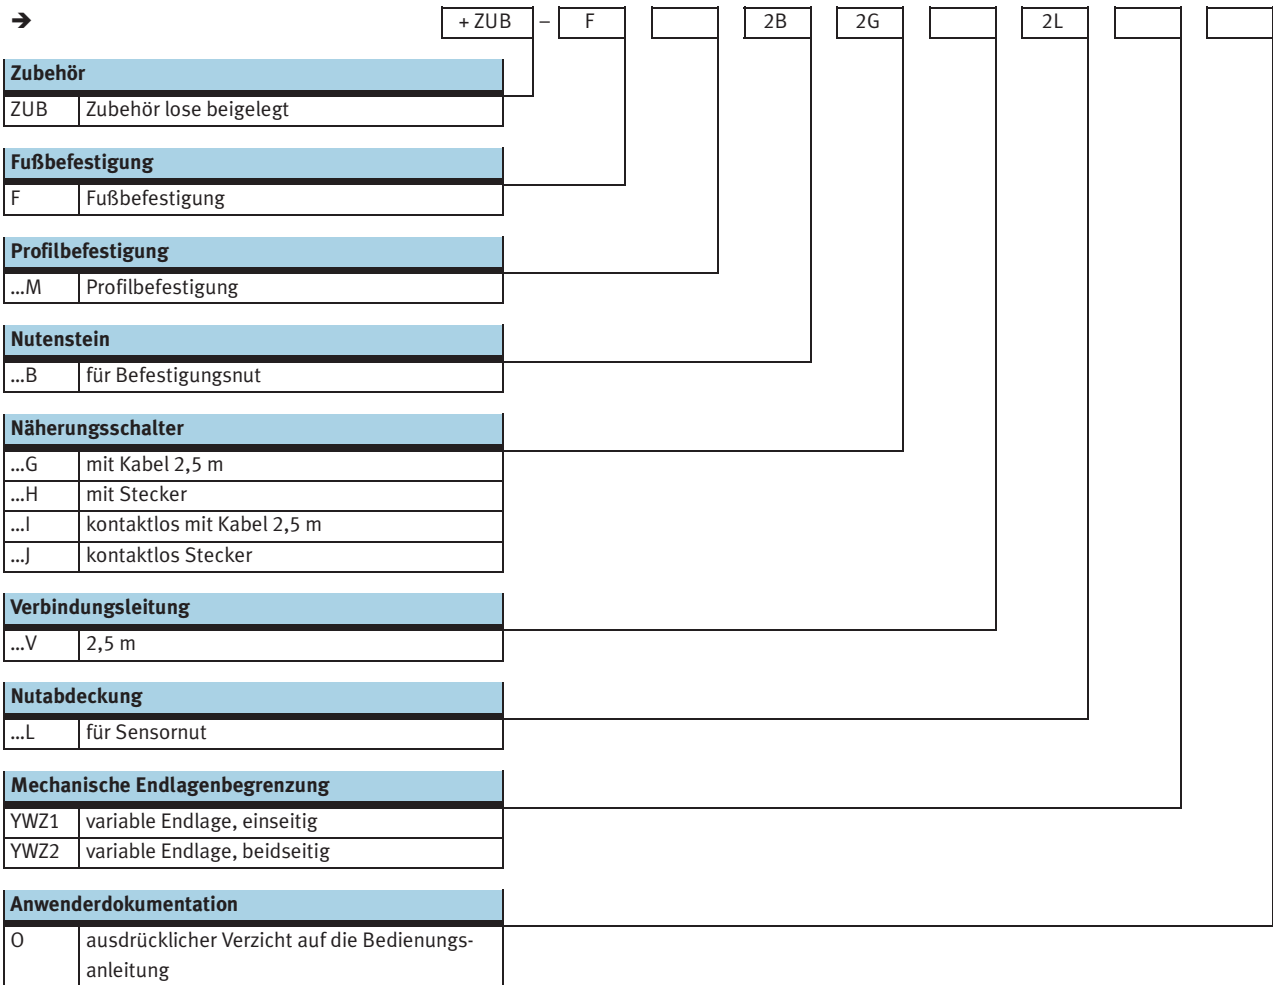 ➔ + ZUB – F 2B 2G 2L
Zubehör
ZUB Zubehör lose beigelegt
Fußbefestigung
F Fußbefestigung
Profilbefestigung
...M Profilbefestigung
Nutenstein
...B für Befestigungsnut
Näherungsschalter
...G mit Kabel 2,5 m
...H mit Stecker
...I kontaktlos mit Kabel 2,5 m
...J kontaktlos Stecker
Verbindungsleitung
...V 2,5 m
Nutabdeckung
...L für Sensornut
Mechanische Endlagenbegrenzung
YWZ1 variable Endlage, einseitig
YWZ2 variable Endlage, beidseitig
Anwenderdokumentation
O ausdrücklicher Verzicht auf die Bedienungs-
anleitung